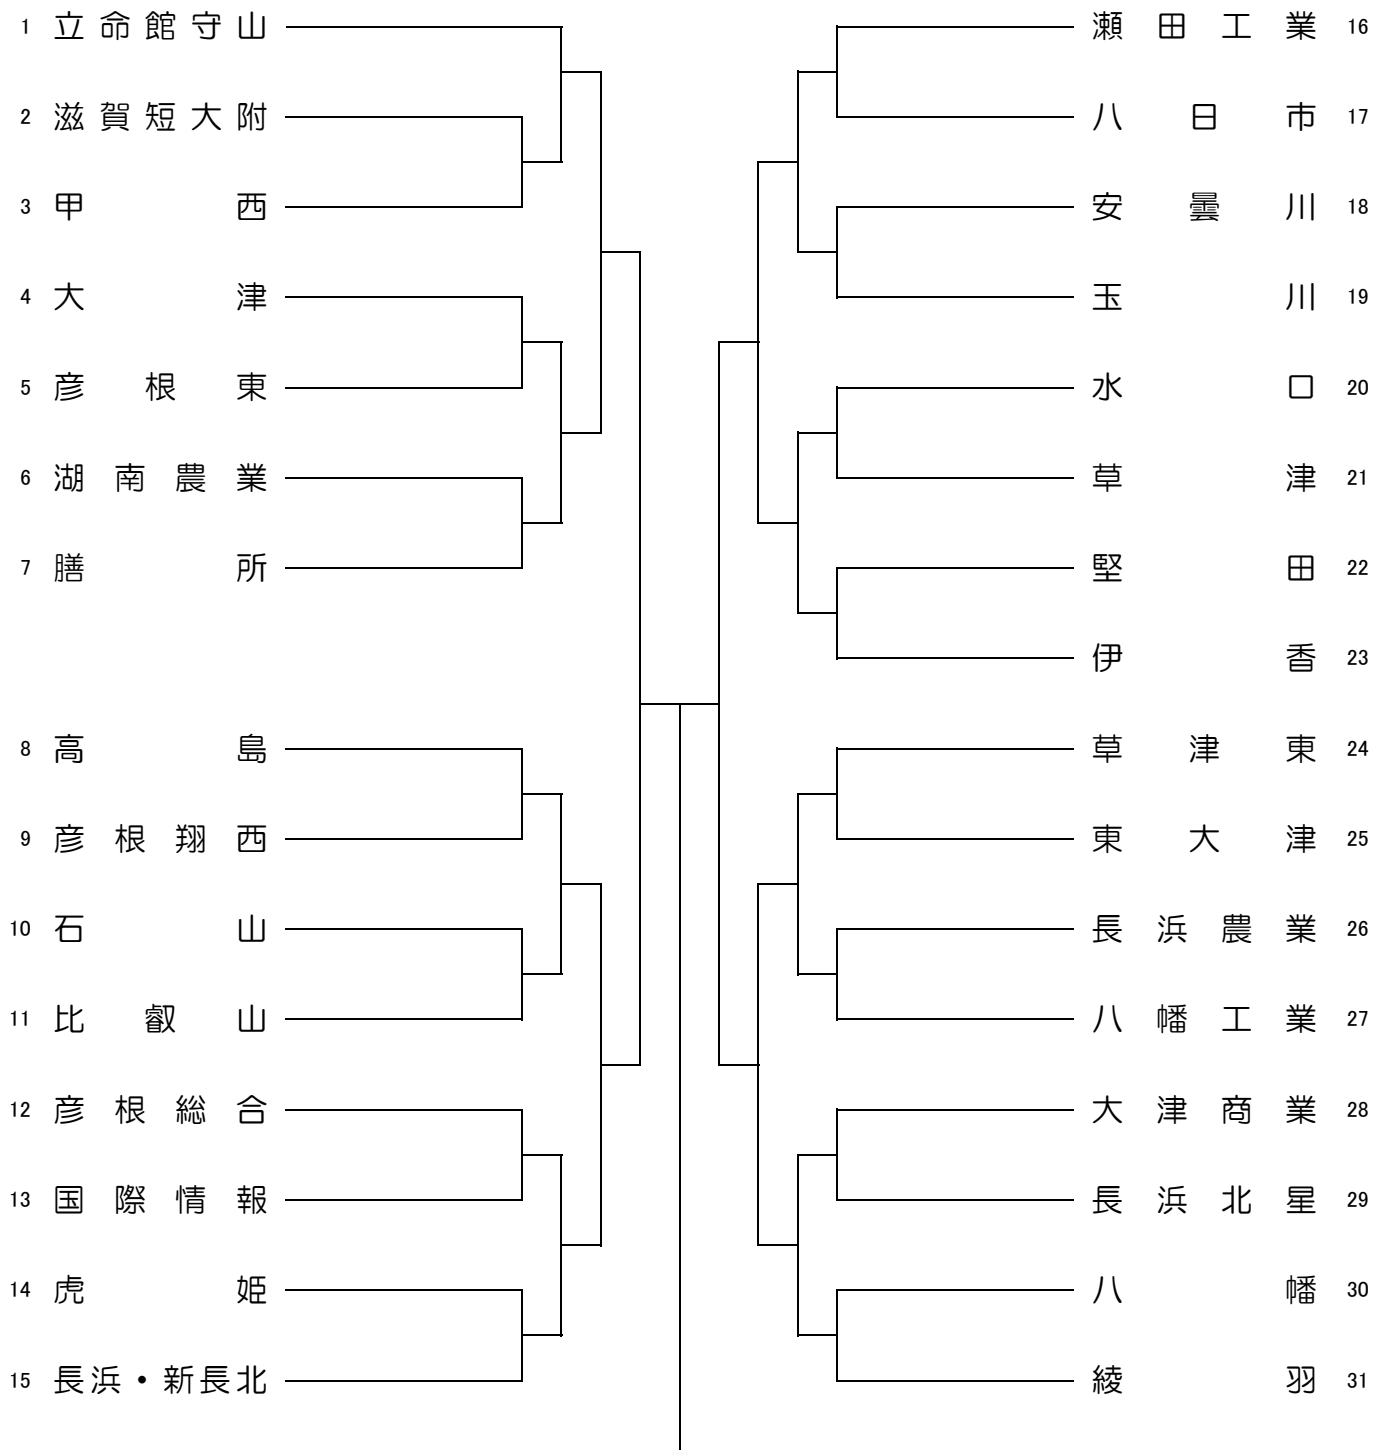 1 立命館守山
2 滋賀短大附
3 甲西
4 大津
5 彦根東
6 湖南農業
7 膳所
8 高島
9 彦根翔西
10 石山
11 比叡山
12 彦根総合
13 国際情報
14 虎姫
15 長浜・新長北
瀬田工業 16
八日市 17
安曇川 18
玉川 19
水口 20
草津 21
堅田 22
伊香 23
草津東 24
東大津 25
長浜農業 26
八幡工業 27
大津商業 28
長浜北星 29
八幡 30
綾羽 31